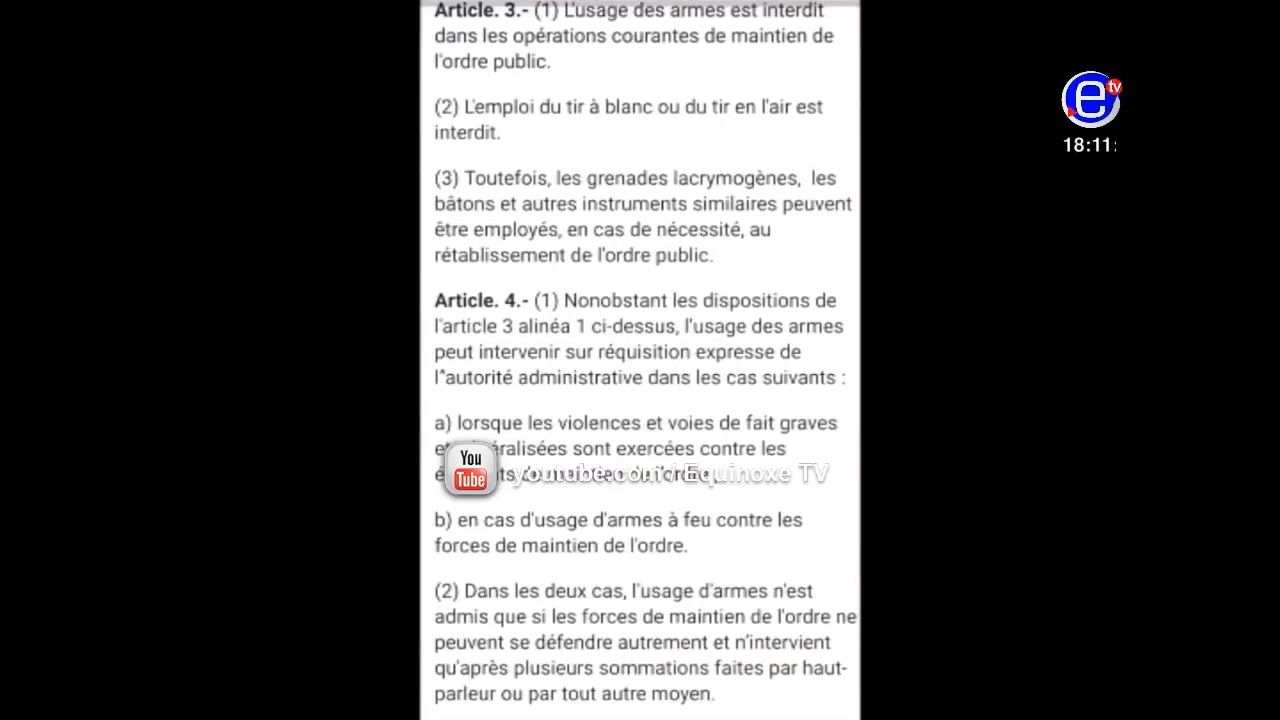 Article. 3.- (1) L'usage des armes est interdit
dans les opérations courantes de maintien de
l'ordre public.
(2) L'emploi du tir à blanc ou du tir en l'air est
interdit.
(3) Toutefois, les grenades lacrymogènes, les
bâtons et autres instruments similaires peuvent
être employés, en cas de nécessité, au
rétablissement de l'ordre public.
Article. 4.- (1) Nonobstant les dispositions de
l'article 3 alinéa 1 ci-dessus, l'usage des armes
peut intervenir sur réquisition expresse de
l"autorité administrative dans les cas suivants :
a) lorsque les violences et voies de fait graves
sont exercées contre les
You
Tube
Equinoxe TV
b) en cas d'usage d'armes à feu contre les
forces de maintien de l'ordre.
(2) Dans les deux cas, l'usage d'armes n'est
admis que si les forces de maintien de l'ordre ne
peuvent se défendre autrement et n'intervient
qu'après plusieurs sommations faites par haut-
parleur ou par tout autre moyen.
e tv
18:11: